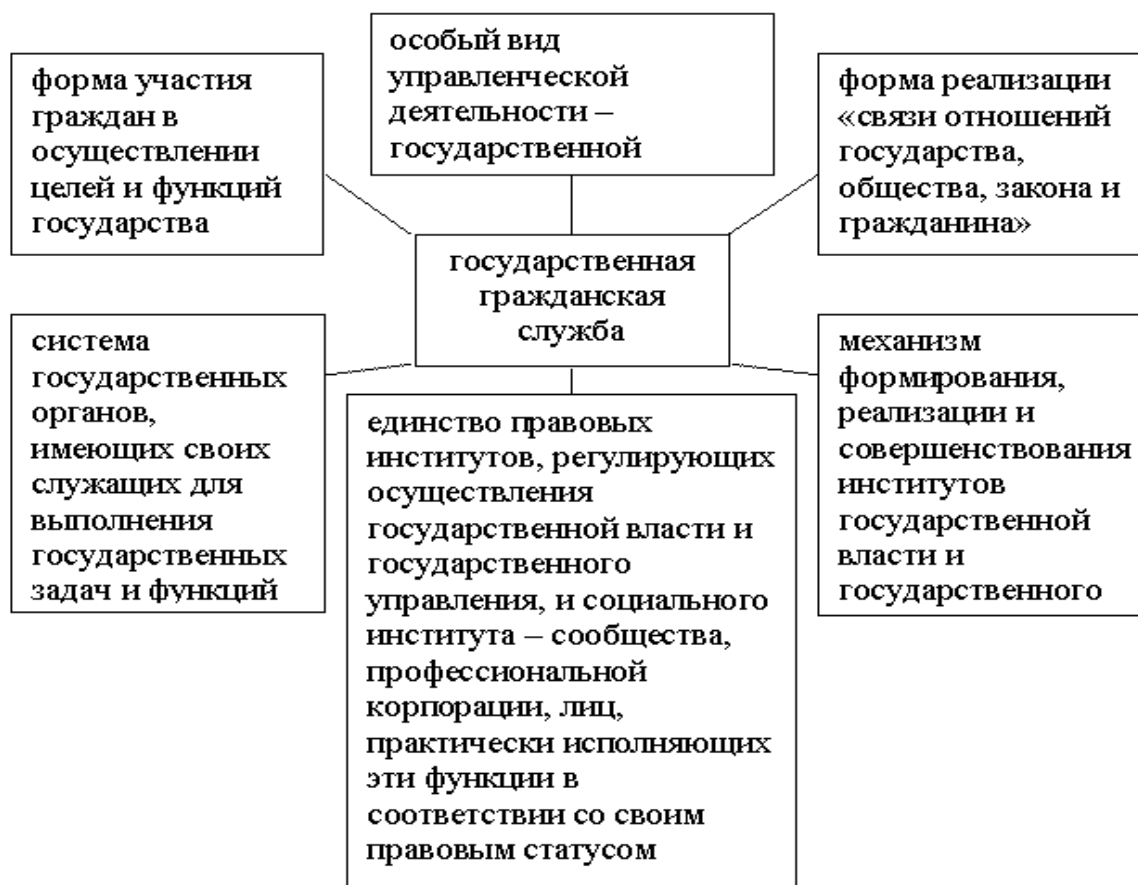 особый вид
управленческой
деятельности –
государственной
форма участия
граждан в
осуществлении
целей и функций
государства
форма реализации
«связи отношений
государства,
общества, закона и
гражданина»
государственная
гражданская
служба
система
государственных
органов,
имеющих своих
служащих для
выполнения
государственных
задач и функций
единство правовых
институтов, регулирующих
осуществления
государственной власти и
государственного
управления, и социального
института – сообщества,
профессиональной
корпорации, лиц,
практически исполняющих
эти функции в
соответствии со своим
правовым статусом
механизм
формирования,
реализации и
совершенствования
институтов
государственной
власти и
государственного